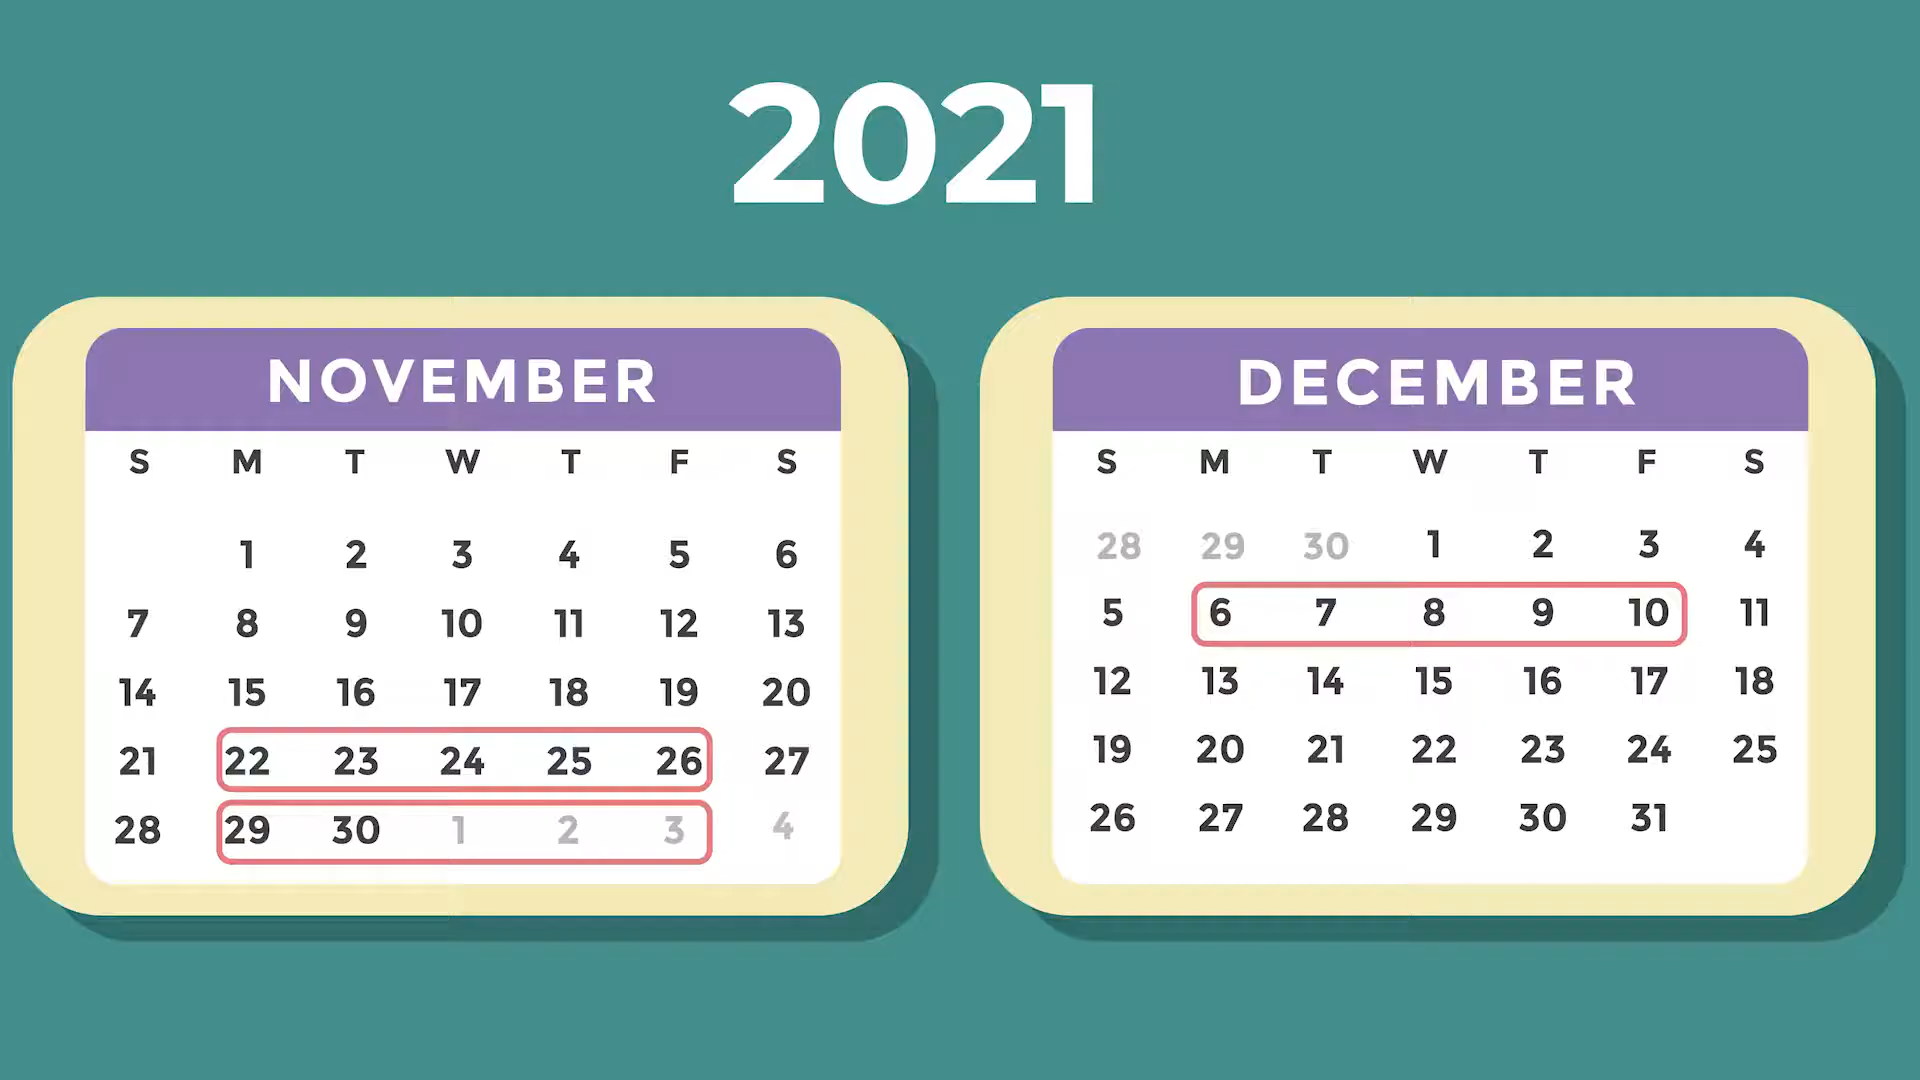 2021
NOVEMBER
S M T W T F S
1 2 3 4 5 6
7 8 9 10 11 12 13
14 15 16 17 18 19 20
21 22 23 24 25 26 27
28 29 30 1 2 3 4
DECEMBER
S M T W T F S
28 29 30 1 2 3 4
5 6 7 8 9 10 11
12 13 14 15 16 17 18
19 20 21 22 23 24 25
26 27 28 29 30 31